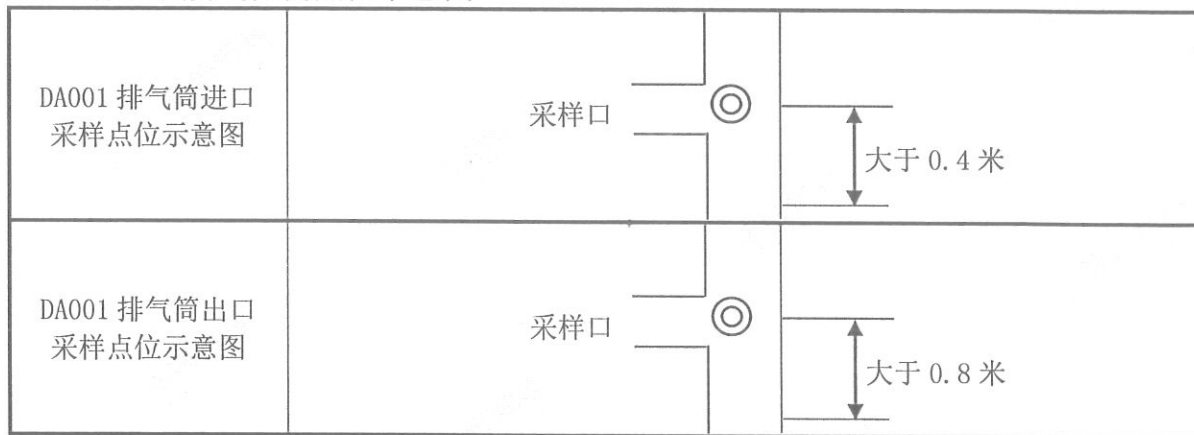 DA001 排气筒进口
采样点位示意图
采样口
大于 0.4 米
DA001 排气筒出口
采样点位示意图
采样口
大于 0.8 米